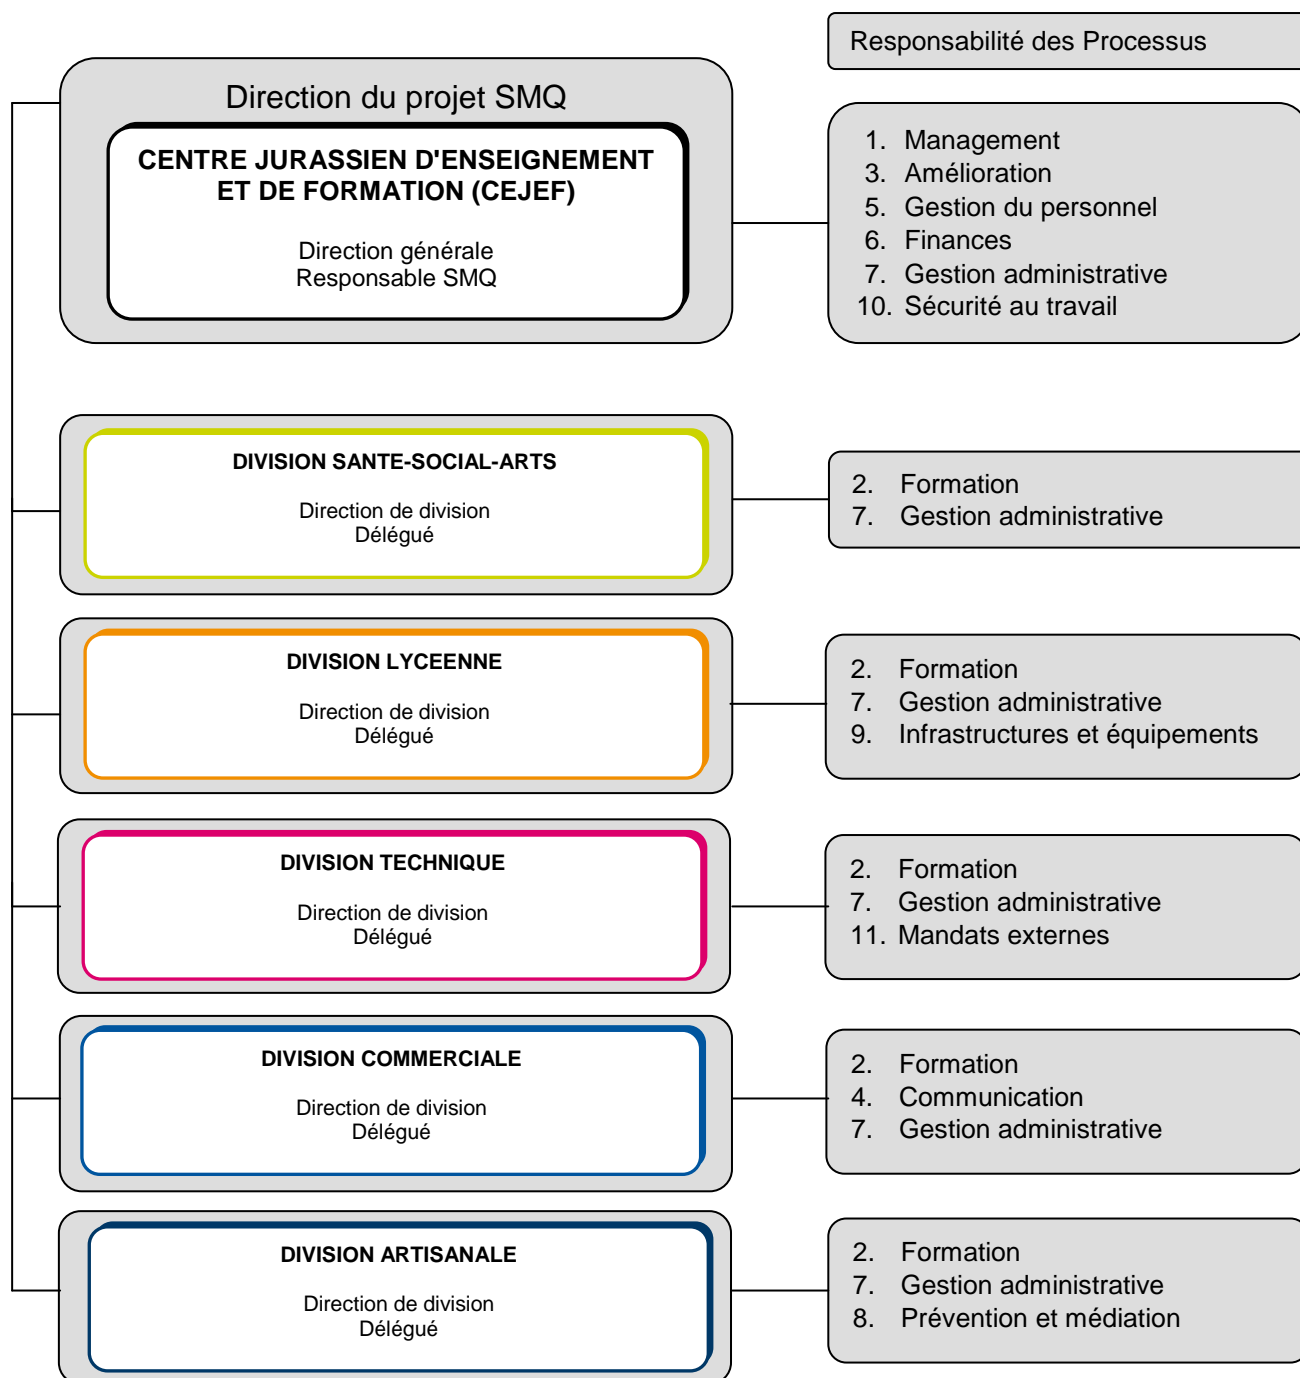 Responsabilité des Processus
Direction du projet SMQ
CENTRE JURASSIEN D'ENSEIGNEMENT
ET DE FORMATION (CEJEF)
Direction générale
Responsable SMQ
1. Management
3. Amélioration
5. Gestion du personnel
6. Finances
7. Gestion administrative
10. Sécurité au travail
DIVISION SANTE-SOCIAL-ARTS
Direction de division
Délégué
2. Formation
7. Gestion administrative
DIVISION LYCEENNE
Direction de division
Délégué
2. Formation
7. Gestion administrative
9. Infrastructures et équipements
DIVISION TECHNIQUE
Direction de division
Délégué
2. Formation
7. Gestion administrative
11. Mandats externes
DIVISION COMMERCIALE
Direction de division
Délégué
2. Formation
4. Communication
7. Gestion administrative
DIVISION ARTISANALE
Direction de division
Délégué
2. Formation
7. Gestion administrative
8. Prévention et médiation